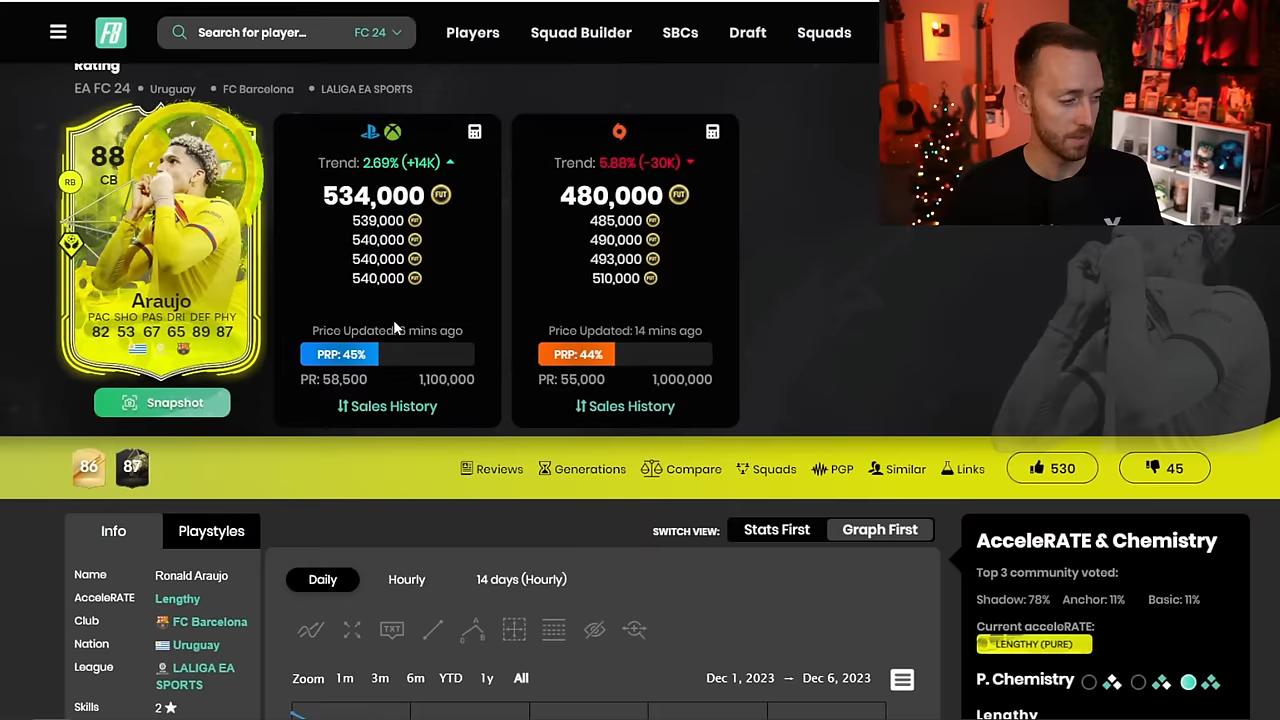 FB
Search for player...
FC 24
Players
Squad Builder
SBCs
Draft
Squads
Rating
EA FC 24
Uruguay
FC Barcelona
LALIGA EA SPORTS
88
CB
RB
Araujo
PAC SHO PAS DRI DEF PHY
82 53 67 65 89 87
Snapshot
Trend: 2.69% (+14K)
534,000
FUT
539,000
540,000
540,000
540,000
Price Updated: mins ago
PRP: 45%
PR: 58,500
1,100,000
Sales History
Trend: 5.88% (-30K)
480,000
FUT
485,000
490,000
493,000
510,000
Price Updated: 14 mins ago
PRP: 44%
PR: 55,000
1,000,000
Sales History
86
87
Reviews
Generations
Compare
Squads
PGP
Similar
Links
530
45
Info
Playstyles
Name
Ronald Araujo
AcceleRATE
Lengthy
Club
FC Barcelona
Nation
Uruguay
League
LALIGA EA
SPORTS
Skills
2
SWITCH VIEW:
Stats First
Graph First
Daily
Hourly
14 days (Hourly)
TXT
Zoom 1m 3m 6m YTD 1y All
Dec 1, 2023 → Dec 6, 2023
AcceleRATE & Chemistry
Top 3 community voted:
Shadow: 78%
Anchor: 11%
Basic: 11%
Current acceleRATE:
LENGTHY (PURE)
P. Chemistry
Lengthy